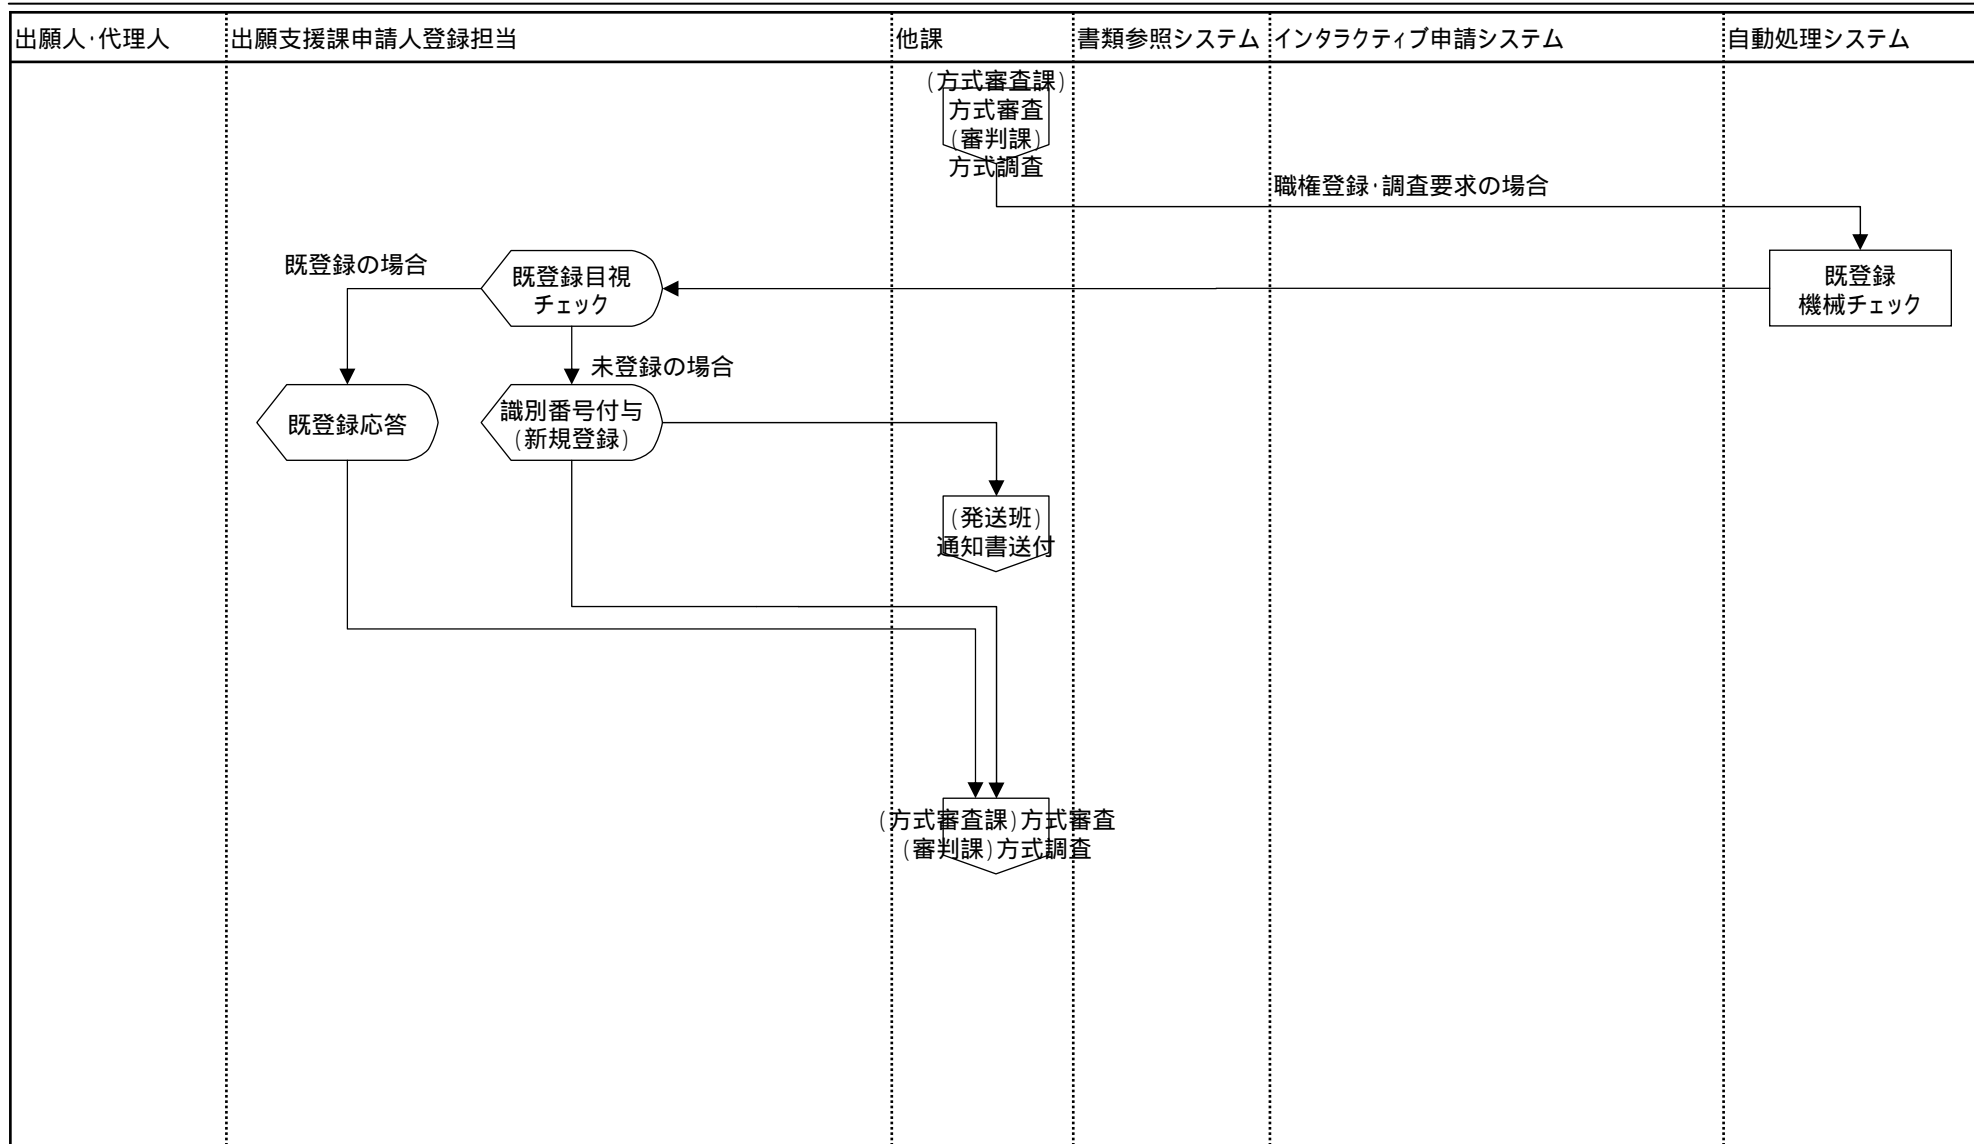 出願人・代理人
出願支援課申請人登録担当
他課
書類参照システム
インタラクティブ申請システム
自動処理システム
(方式審査課)
方式審査
(審判課)
方式調査
職権登録・調査要求の場合
既登録
機械チェック
既登録目視
チェック
既登録の場合
未登録の場合
既登録応答
識別番号付与
(新規登録)
(発送班)
通知書送付
(方式審査課)方式審査
(審判課)方式調査